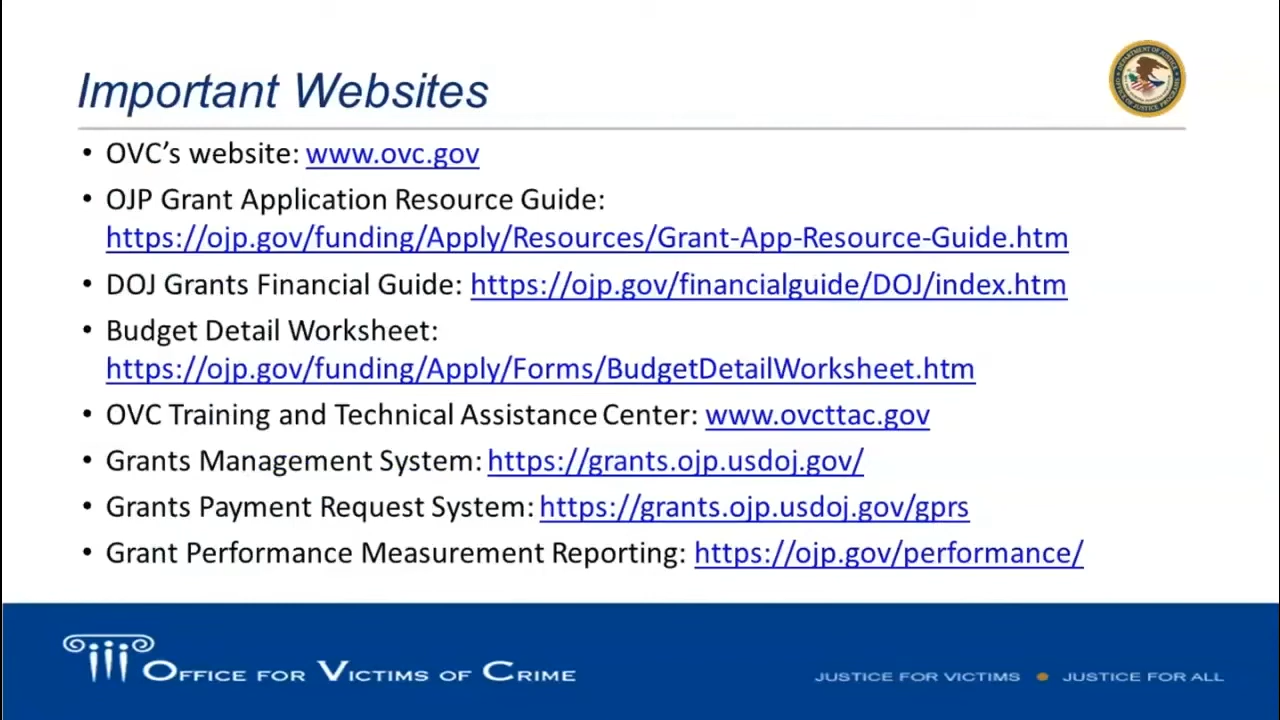 Important Websites
• OVC’s website: www.ovc.gov
• OJP Grant Application Resource Guide:
https://ojp.gov/funding/Apply/Resources/Grant-App-Resource-Guide.htm
• DOJ Grants Financial Guide: https://ojp.gov/financialguide/DOJ/index.htm
• Budget Detail Worksheet:
https://ojp.gov/funding/Apply/Forms/BudgetDetailWorksheet.htm
• OVC Training and Technical Assistance Center: www.ovcttac.gov
• Grants Management System: https://grants.ojp.usdoj.gov/
• Grants Payment Request System: https://grants.ojp.usdoj.gov/gprs
• Grant Performance Measurement Reporting: https://ojp.gov/performance/
OFFICE FOR VICTIMS OF CRIME
JUSTICE FOR VICTIMS ● JUSTICE FOR ALL